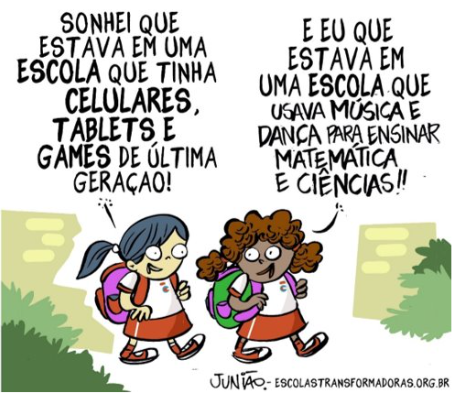 SONHEI QUE
ESTAVA EM UMA
ESCOLA QUE TINHA
CELULARES,
TABLETS E
GAMES DE ÚLTIMA
GERAÇAO!
E EU QUE
ESTAVA EM
UMA ESCOLA QUE
USAVA MÚSICA E
DANÇA PARA ENSINAR
MATEMÁTICA
E CIÊNCIAS!!
JUNIÃO - ESCOLASTRANSFORMADORAS.ORG.BR